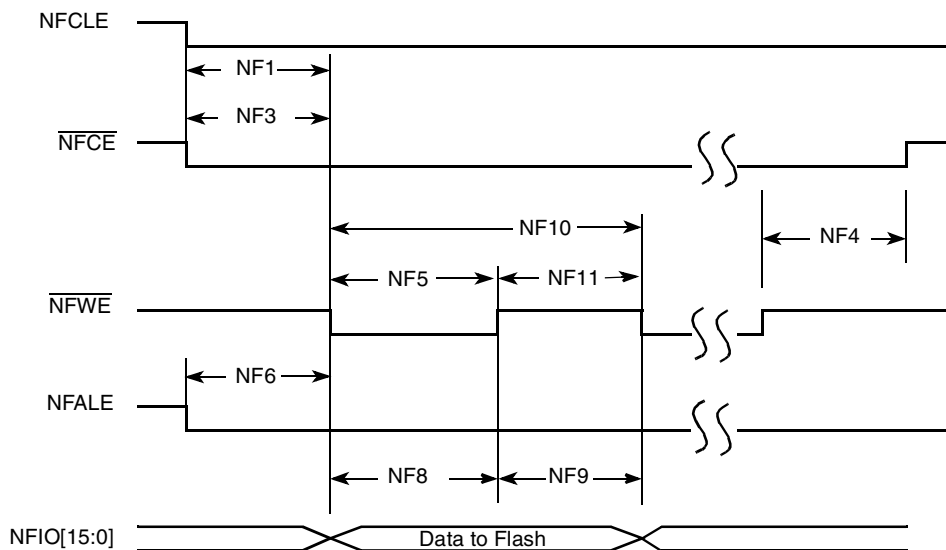 NFCLE
NF1
NF3
NFCE
NF10
NF4
NF5
NF11
NFWE
NF6
NFALE
NF8
NF9
NFIO[15:0]
Data to Flash